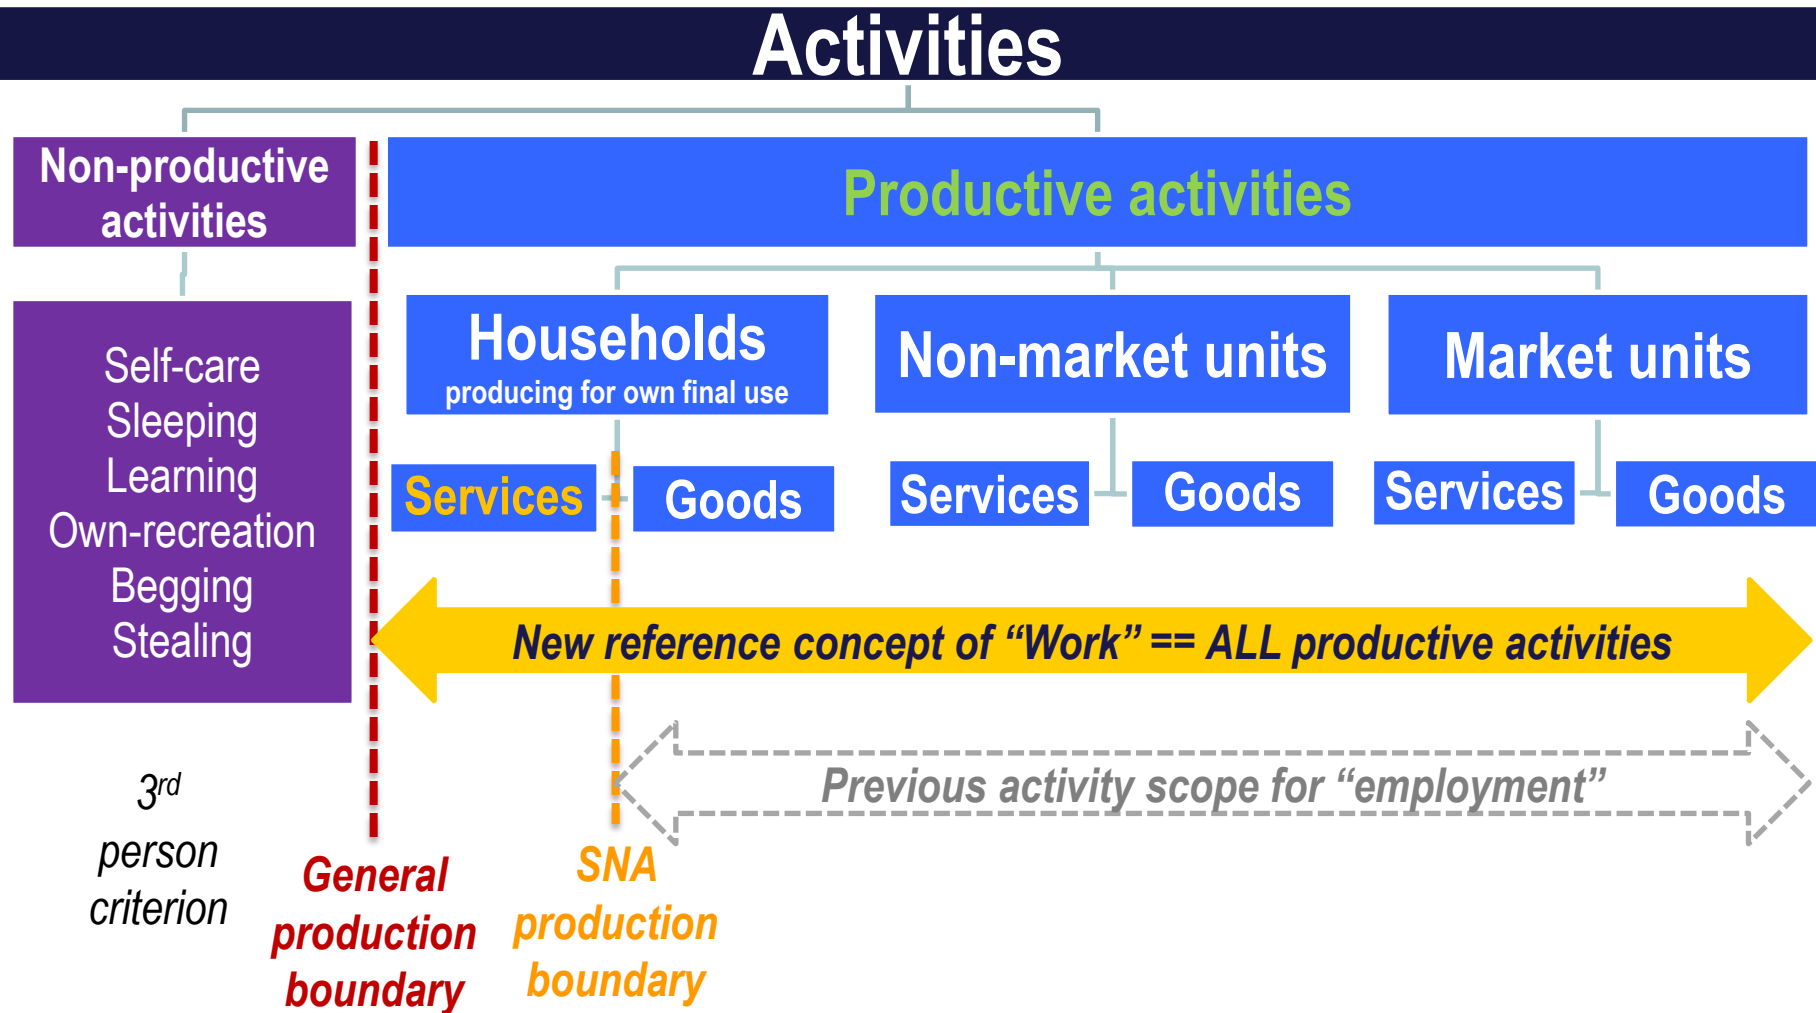 Activities
Non-productive
activities
Productive activities
Self-care
Sleeping
Learning
Own-recreation
Begging
Stealing
Households
producing for own final use
Non-market units
Market units
Services
Goods
Services
Goods
Services
Goods
New reference concept of “Work” == ALL productive activities
Previous activity scope for “employment”
3rd
person
criterion
General
production
boundary
SNA
production
boundary